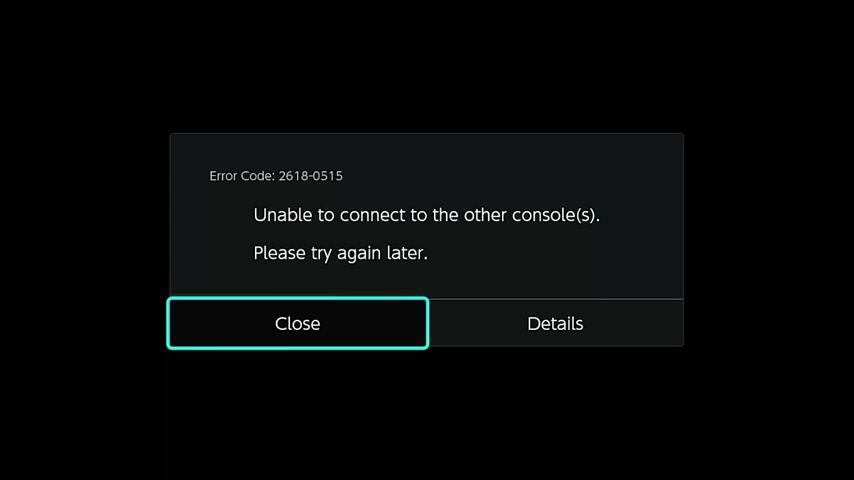 Error Code: 2618-0515
Unable to connect to the other console(s).
Please try again later.
Close
Details